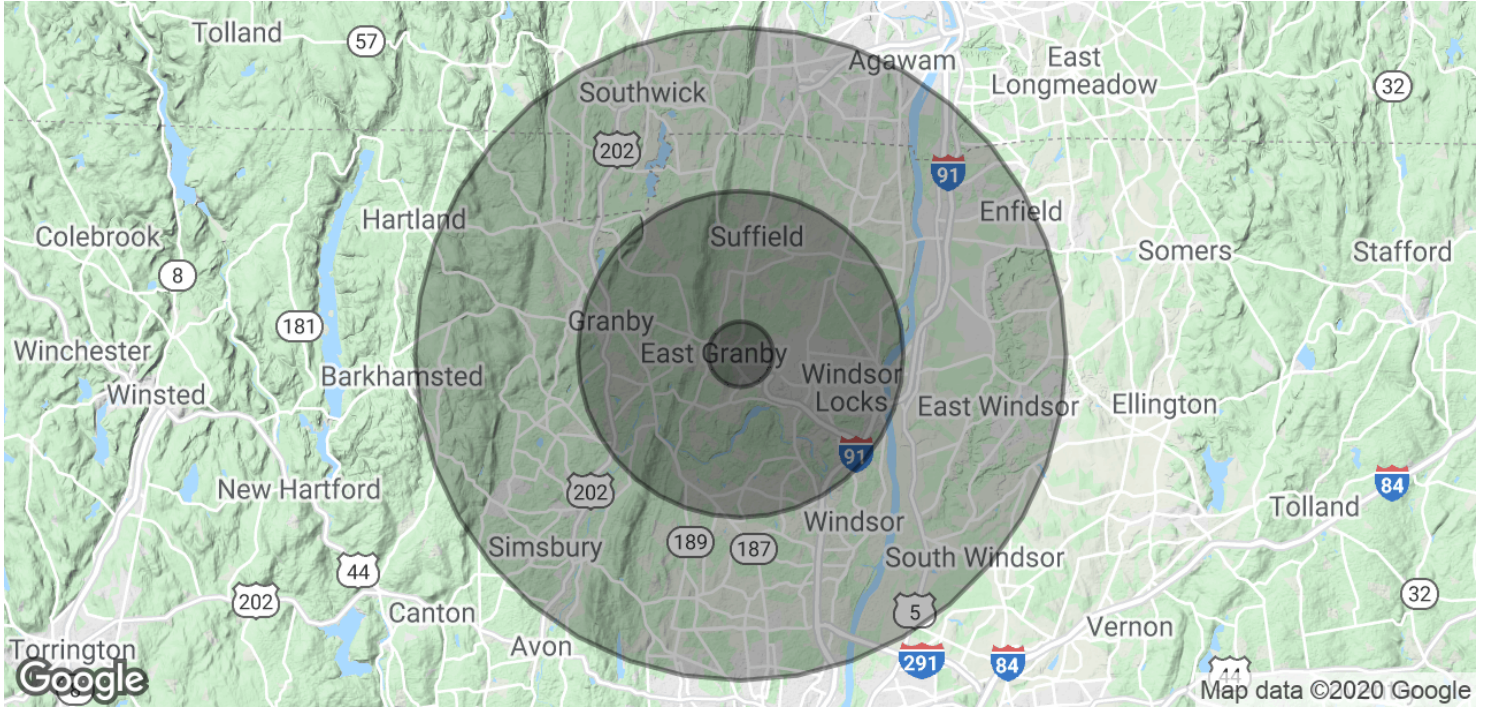 Tolland
57
Agawam
East
Longmeadow
32
Southwick
202
91
Hartland
Enfield
Colebrook
Suffield
Somers
Stafford
8
181
Granby
Winchester
East Granby
Barkhamsted
Windsor
Locks
Winsted
East Windsor
Ellington
91
New Hartford
202
84
Tolland
Windsor
189
187
Simsbury
South Windsor
44
202
5
32
Canton
Vernon
Avon
Torrington
291
84
44
Google
8
Map data ©2020 Google